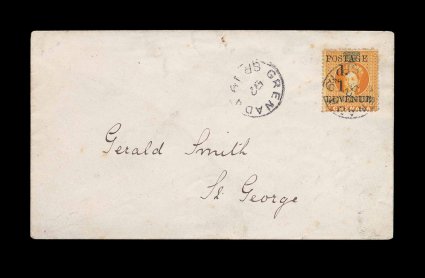 POSTAGE
d.
1
REVENUE
GRENADA
Gerald Smith
St George